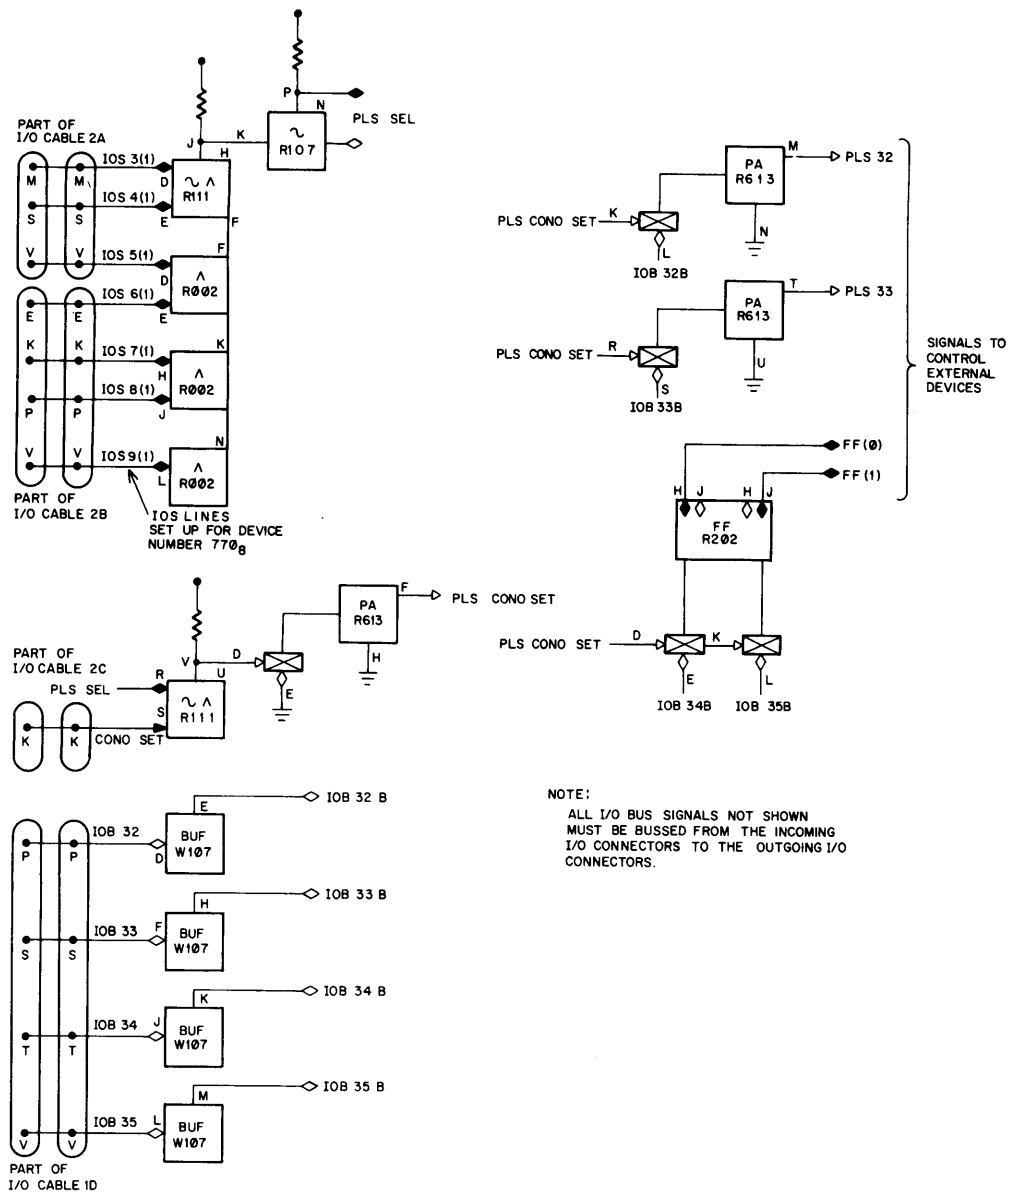 P
N
PLS SEL
∿
R107
K
J
H
PART OF
I/O CABLE 2A
M
M
IOS 3(1)
D
∿ ∧
R111
S
S
IOS 4(1)
E
F
V
V
IOS 5(1)
D
F
∧
R002
E
E
IOS 6(1)
E
K
K
IOS 7(1)
H
K
∧
R002
P
P
IOS 8(1)
J
V
V
IOS 9(1)
L
N
∧
R002
PART OF
I/O CABLE 2B
IOS LINES
SET UP FOR DEVICE
NUMBER 770₈
PLS CONO SET
K
L
IOB 32B
PA
R613
M
N
PLS 32
PLS CONO SET
R
S
IOB 33B
PA
R613
T
U
PLS 33
SIGNALS TO
CONTROL
EXTERNAL
DEVICES
FF(0)
FF(1)
H
J
H
J
FF
R202
PLS CONO SET
D
K
E
L
IOB 34B
IOB 35B
PART OF
I/O CABLE 2C
PLS SEL
R
V
U
D
S
∿ ∧
R111
K
K
CONO SET
E
PA
R613
F
H
PLS CONO SET
NOTE:
ALL I/O BUS SIGNALS NOT SHOWN
MUST BE BUSSED FROM THE INCOMING
I/O CONNECTORS TO THE OUTGOING I/O
CONNECTORS.
P
P
IOB 32
D
E
BUF
W107
IOB 32 B
S
S
IOB 33
F
H
BUF
W107
IOB 33 B
T
T
IOB 34
J
K
BUF
W107
IOB 34 B
V
V
IOB 35
L
M
BUF
W107
IOB 35 B
PART OF
I/O CABLE 1D